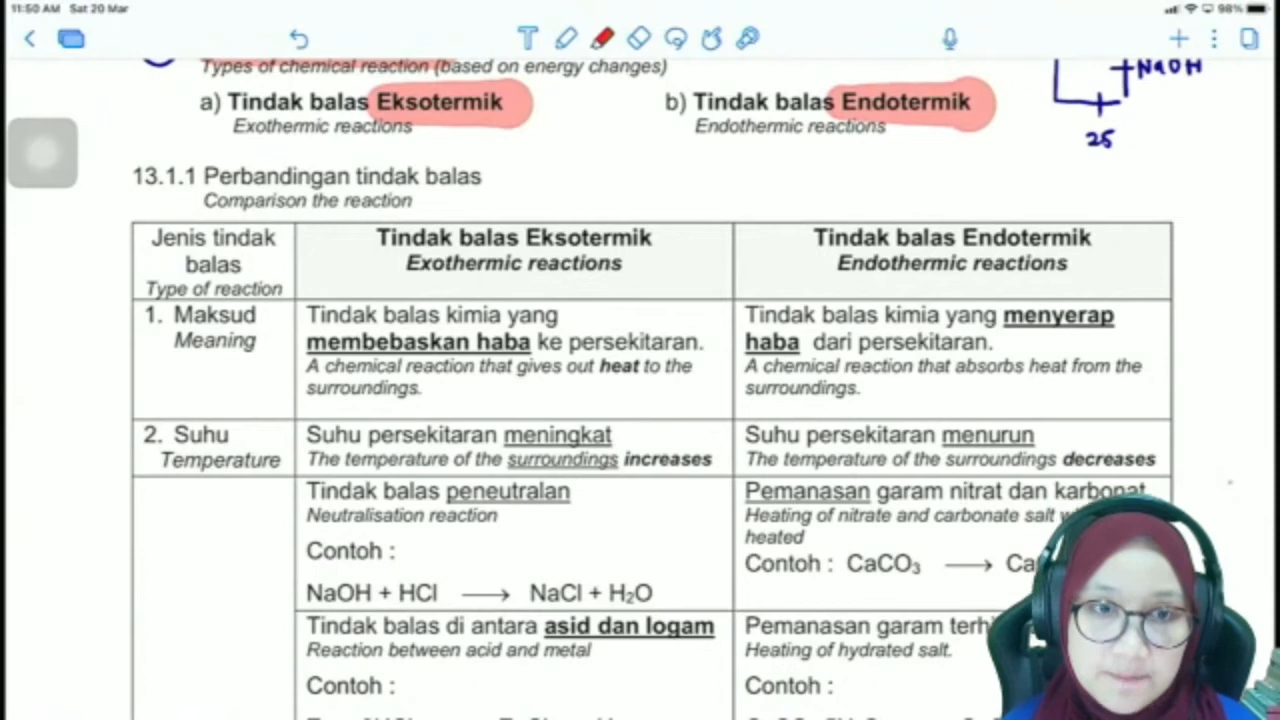 11:50 AM Sat 20 Mar
98%
Types of chemical reaction (based on energy changes)
a) Tindak balas Eksotermik
Exothermic reactions
b) Tindak balas Endotermik
Endothermic reactions
NaOH
25
13.1.1 Perbandingan tindak balas
Comparison the reaction
Jenis tindak
balas
Type of reaction
Tindak balas Eksotermik
Exothermic reactions
Tindak balas Endotermik
Endothermic reactions
1. Maksud
Meaning
Tindak balas kimia yang
membebaskan haba ke persekitaran.
A chemical reaction that gives out heat to the
surroundings.
Tindak balas kimia yang menyerap
haba dari persekitaran.
A chemical reaction that absorbs heat from the
surroundings.
2. Suhu
Temperature
Suhu persekitaran meningkat
The temperature of the surroundings increases
Suhu persekitaran menurun
The temperature of the surroundings decreases
Tindak balas peneutralan
Neutralisation reaction
Contoh :
NaOH + HCl ⟶ NaCl + H₂O
Pemanasan garam nitrat dan karbonat
Heating of nitrate and carbonate salt
heated
Contoh : CaCO₃ ⟶
Tindak balas di antara asid dan logam
Reaction between acid and metal
Contoh :
Pemanasan garam
Heating of hydrated salt.
Contoh :